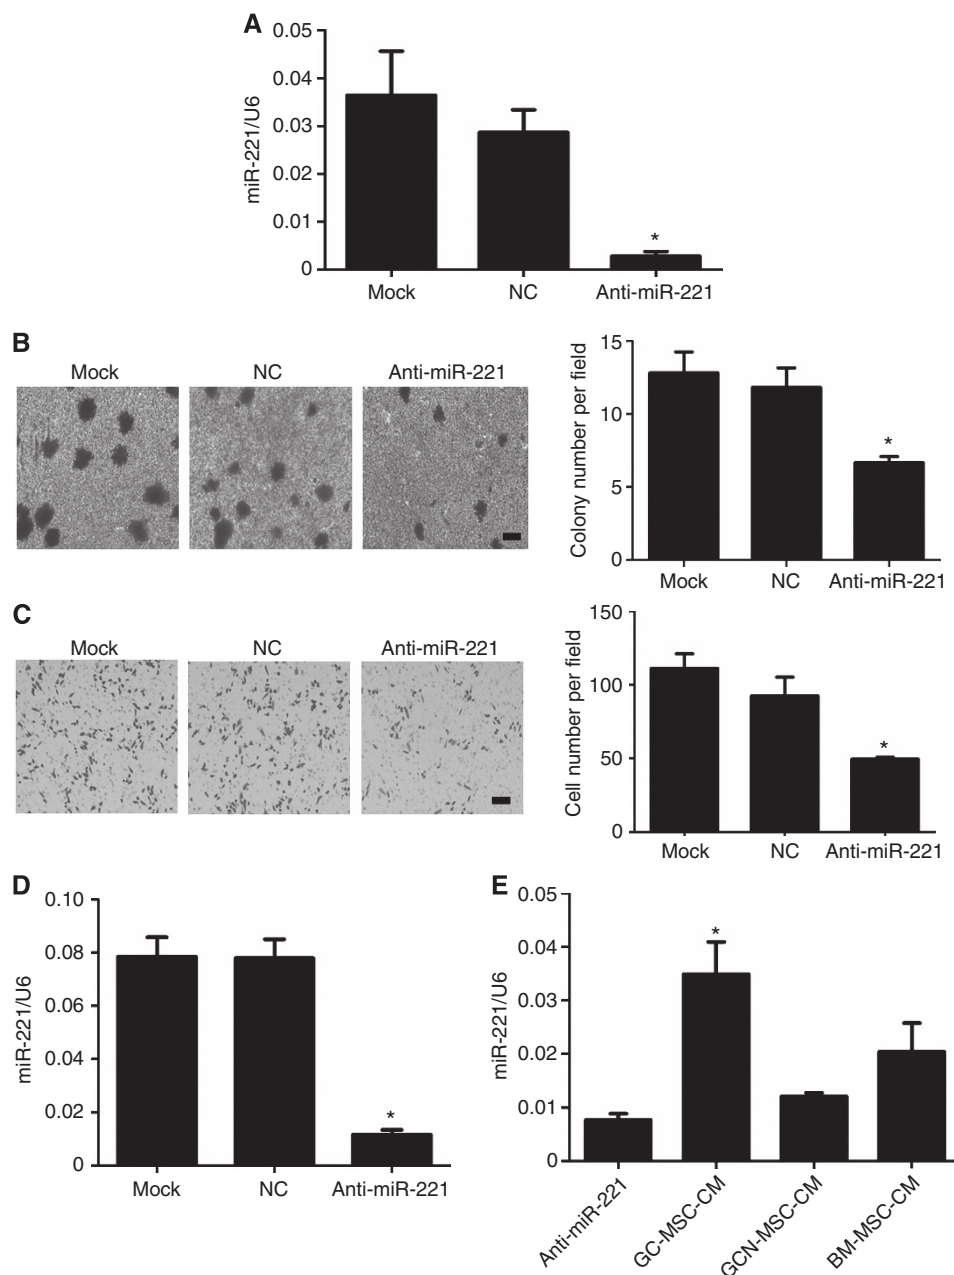 A
miR-221/U6
0.05
0.04
0.03
0.02
0.01
0
*
Mock NC Anti-miR-221
B
Mock NC Anti-miR-221
Colony number per field
15
10
5
0
*
Mock NC Anti-miR-221
C
Mock NC Anti-miR-221
Cell number per field
150
100
50
0
*
Mock NC Anti-miR-221
D
miR-221/U6
0.10
0.08
0.06
0.04
0.02
0
*
Mock NC Anti-miR-221
E
miR-221/U6
0.05
0.04
0.03
0.02
0.01
0
*
Anti-miR-221
GC-MSC-CM
GCN-MSC-CM
BM-MSC-CM